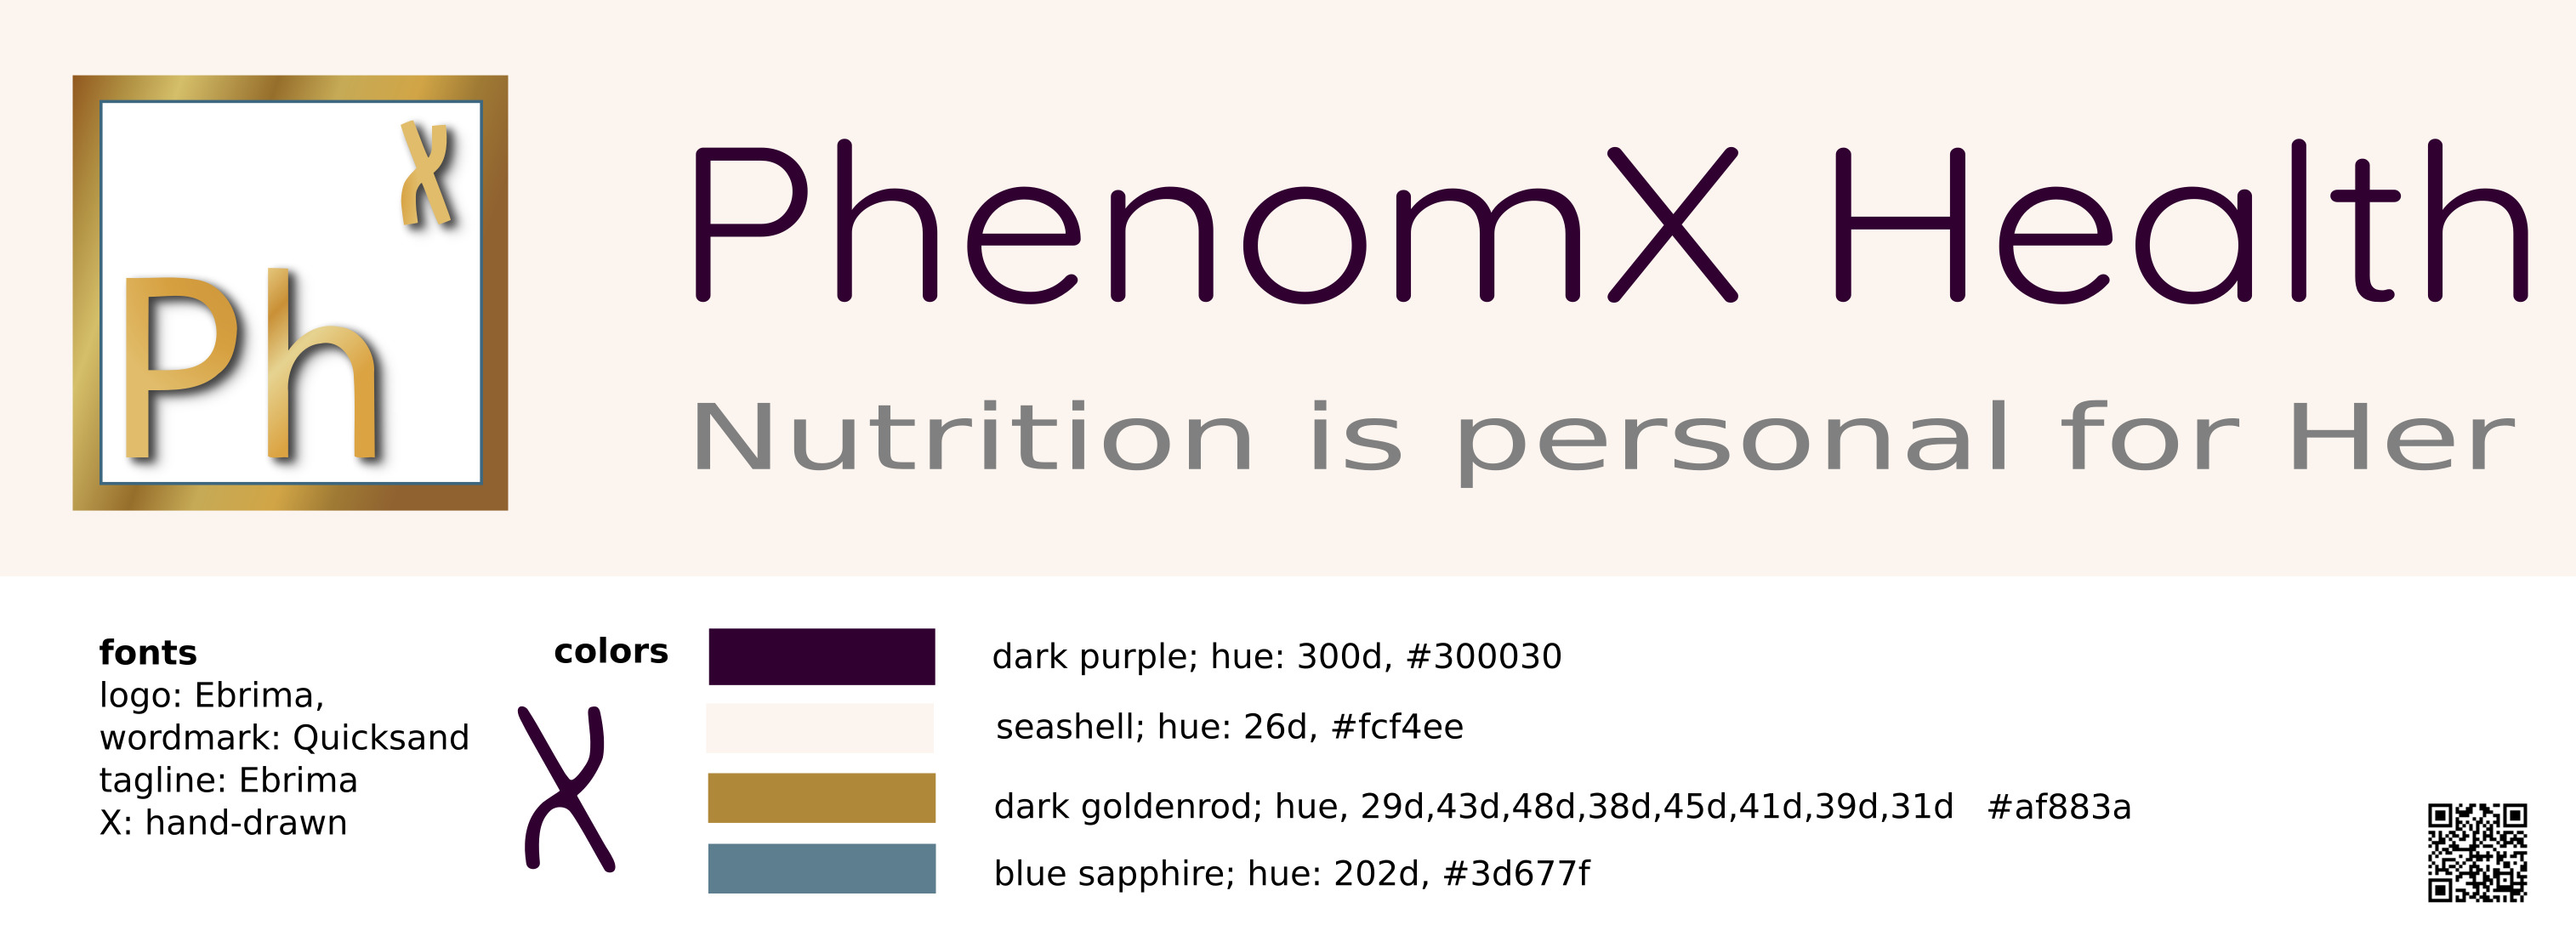 X
Ph
PhenomX Health
Nutrition is personal for Her
fonts
logo: Ebrima,
wordmark: Quicksand
tagline: Ebrima
X: hand-drawn
colors
X
dark purple; hue: 300d, #300030
seashell; hue: 26d, #fcf4ee
dark goldenrod; hue, 29d,43d,48d,38d,45d,41d,39d,31d #af883a
blue sapphire; hue: 202d, #3d677f